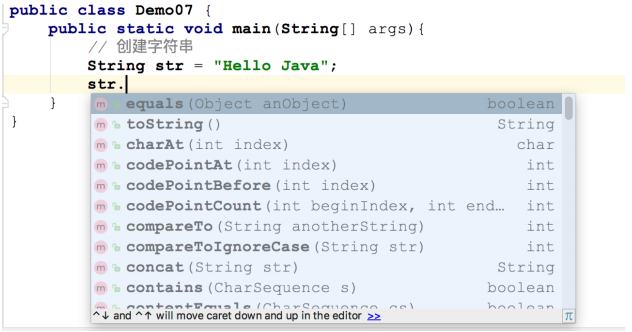 public class Demo07 {
public static void main(String[] args){
// 创建字符串
String str = "Hello Java";
str.
equals(Object anObject) boolean
toString() String
charAt(int index) char
codePointAt(int index) int
codePointBefore(int index) int
codePointCount(int beginIndex, int end… int
compareTo(String anotherString) int
compareToIgnoreCase(String str) int
concat(String str) String
contains(CharSequence s) boolean
contentEquals(CharSequence cs) boolean
^↓ and ^↑ will move caret down and up in the editor >> π
}
}